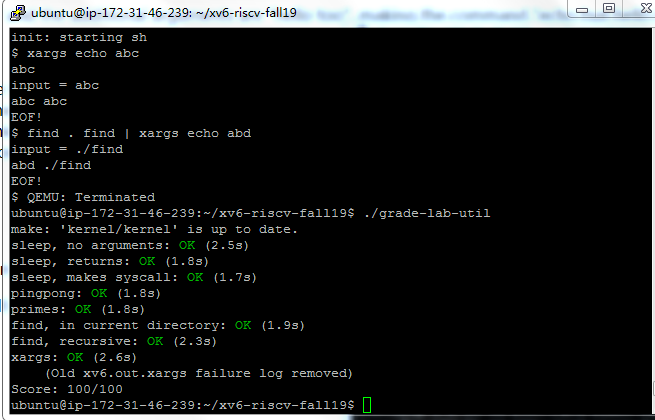 ubuntu@ip-172-31-46-239: ~/xv6-riscv-fall19
init: starting sh
$ xargs echo abc
abc
input = abc
abc abc
EOF!
$ find . find | xargs echo abd
input = ./find
abd ./find
EOF!
$ QEMU: Terminated
ubuntu@ip-172-31-46-239:~/xv6-riscv-fall19$ ./grade-lab-util
make: 'kernel/kernel' is up to date.
sleep, no arguments: OK (2.5s)
sleep, returns: OK (1.8s)
sleep, makes syscall: OK (1.7s)
pingpong: OK (1.8s)
primes: OK (1.8s)
find, in current directory: OK (1.9s)
find, recursive: OK (2.3s)
xargs: OK (2.6s)
    (Old xv6.out.xargs failure log removed)
Score: 100/100
ubuntu@ip-172-31-46-239:~/xv6-riscv-fall19$